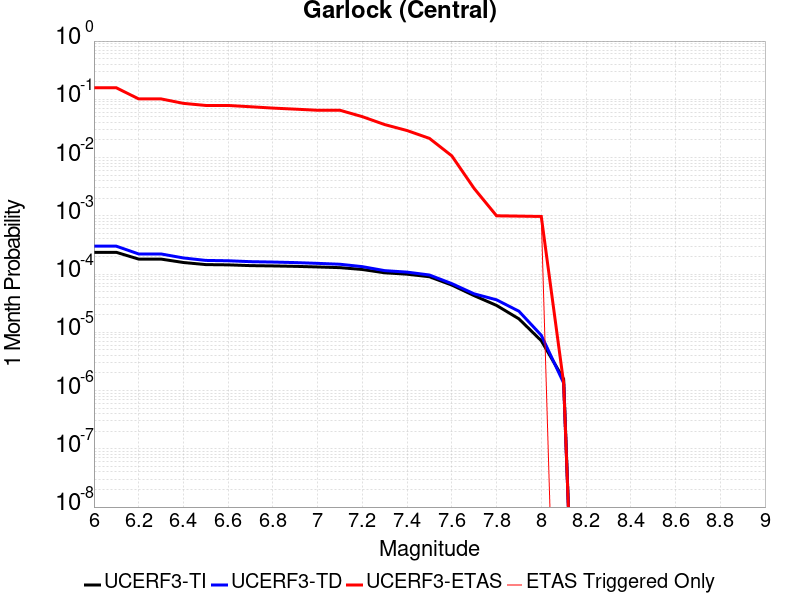 Garlock (Central)
10^0
10^-1
10^-2
10^-3
10^-4
10^-5
10^-6
10^-7
10^-8
1 Month Probability
6 6.2 6.4 6.6 6.8 7 7.2 7.4 7.6 7.8 8 8.2 8.4 8.6 8.8 9
Magnitude
UCERF3-TI UCERF3-TD UCERF3-ETAS ETAS Triggered Only